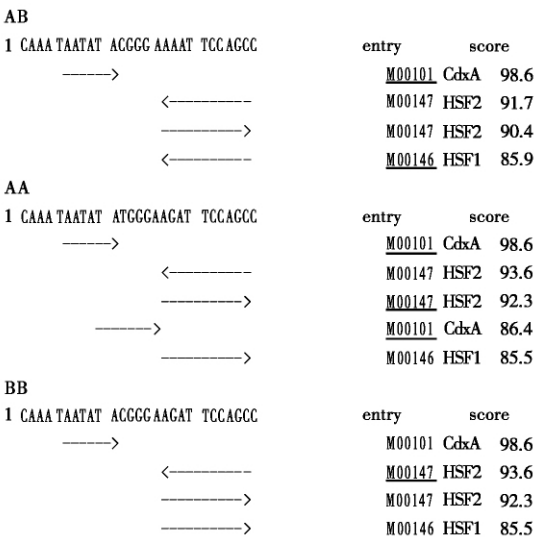 AB
1 CAAA TAATAT ACGGG AAAAT TCCAGCC entry score
------> M00101 CdxA 98.6
<---------- M00147 HSF2 91.7
----------> M00147 HSF2 90.4
<---------- M00146 HSF1 85.9
AA
1 CAAA TAATAT ATGGGAAGAT TCCAGCC entry score
------> M00101 CdxA 98.6
<---------- M00147 HSF2 93.6
----------> M00147 HSF2 92.3
-------> M00101 CdxA 86.4
----------> M00146 HSF1 85.5
BB
1 CAAA TAATAT ACGGG AAGAT TCCAGCC entry score
------> M00101 CdxA 98.6
<---------- M00147 HSF2 93.6
----------> M00147 HSF2 92.3
----------> M00146 HSF1 85.5